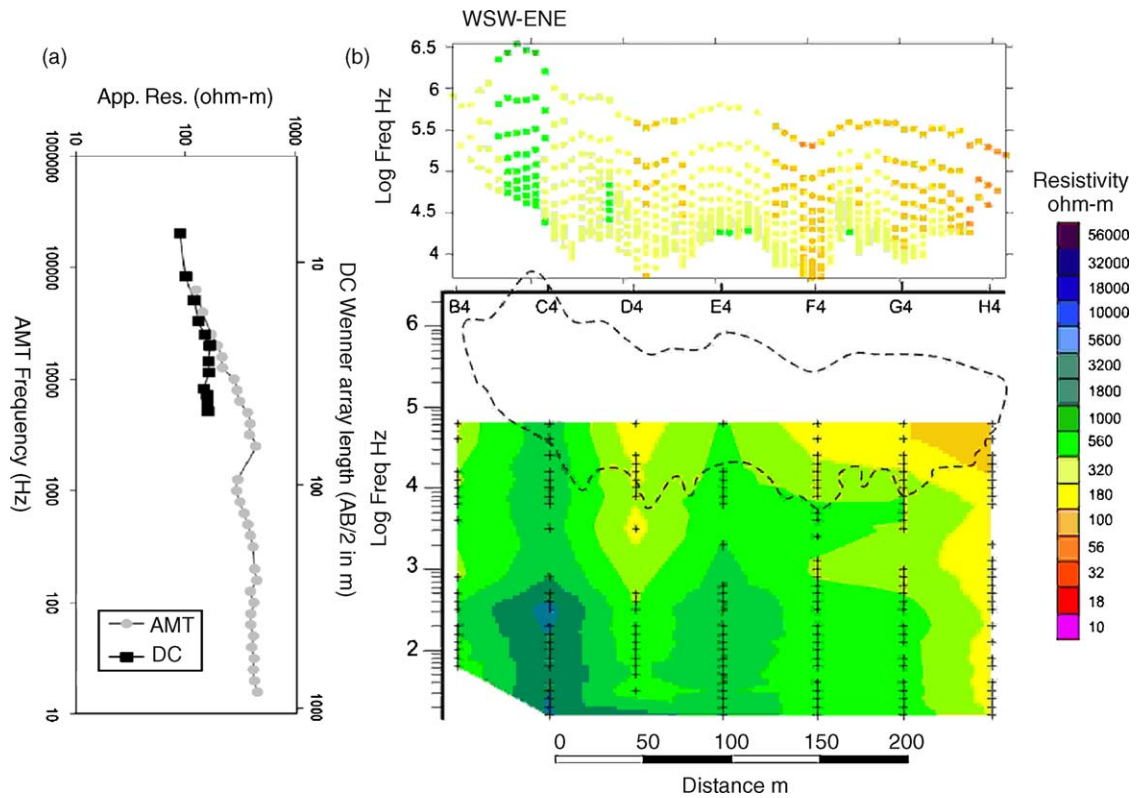 WSW-ENE
(a)
App. Res. (ohm-m)
10
100
1000
1000000
100000
10000
1000
100
10
AMT Frequency (Hz)
10
100
1000
DC Wenner array length (AB/2 in m)
AMT
DC
(b)
6.5
6
5.5
5
4.5
4
Log Freq Hz
B4 C4 D4 E4 F4 G4 H4
6
5
4
3
2
Log Freq Hz
0 50 100 150 200
Distance m
Resistivity
ohm-m
56000
32000
18000
10000
5600
3200
1800
1000
560
320
180
100
56
32
18
10